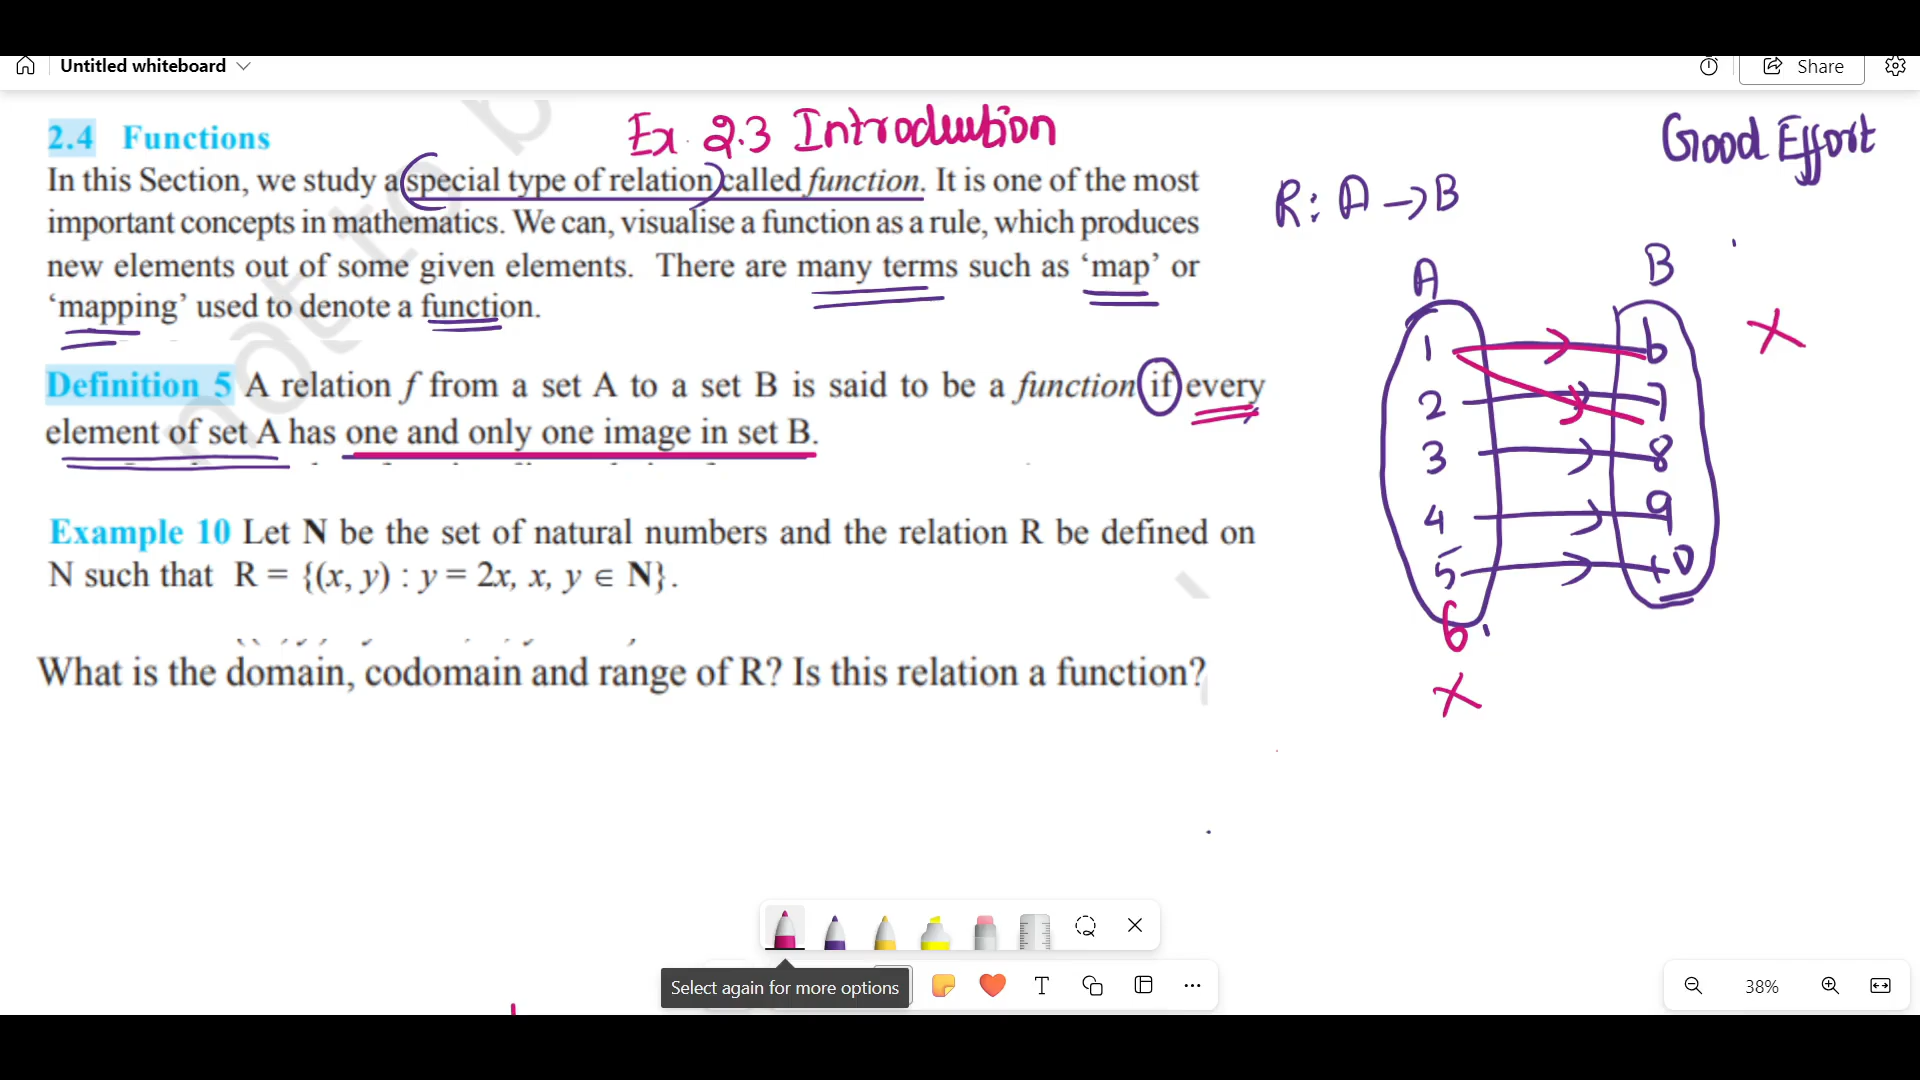 Untitled whiteboard
Share
2.4 Functions
Ex 2.3 Introduction
Good Effort
In this Section, we study a special type of relation called function. It is one of the most
important concepts in mathematics. We can, visualise a function as a rule, which produces
new elements out of some given elements. There are many terms such as ‘map’ or
‘mapping’ used to denote a function.
Definition 5 A relation f from a set A to a set B is said to be a function if every
element of set A has one and only one image in set B.
Example 10 Let N be the set of natural numbers and the relation R be defined on
N such that R = {(x, y) : y = 2x, x, y ∈ N}.
What is the domain, codomain and range of R? Is this relation a function?
R: A → B
A B
1 6
2 7
3 8
4 9
5 10
6
Select again for more options
38%